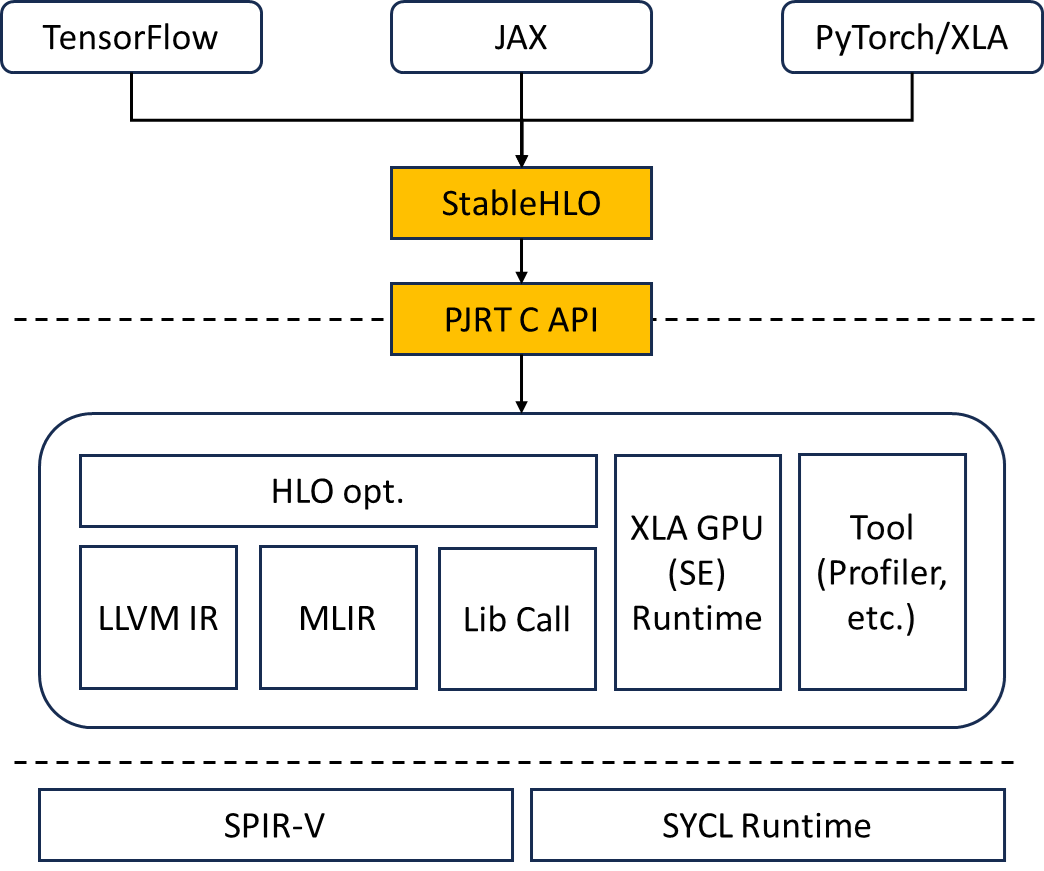 TensorFlow
JAX
PyTorch/XLA
StableHLO
PJRT C API
HLO opt.
LLVM IR
MLIR
Lib Call
XLA GPU
(SE)
Runtime
Tool
(Profiler,
etc.)
SPIR-V
SYCL Runtime